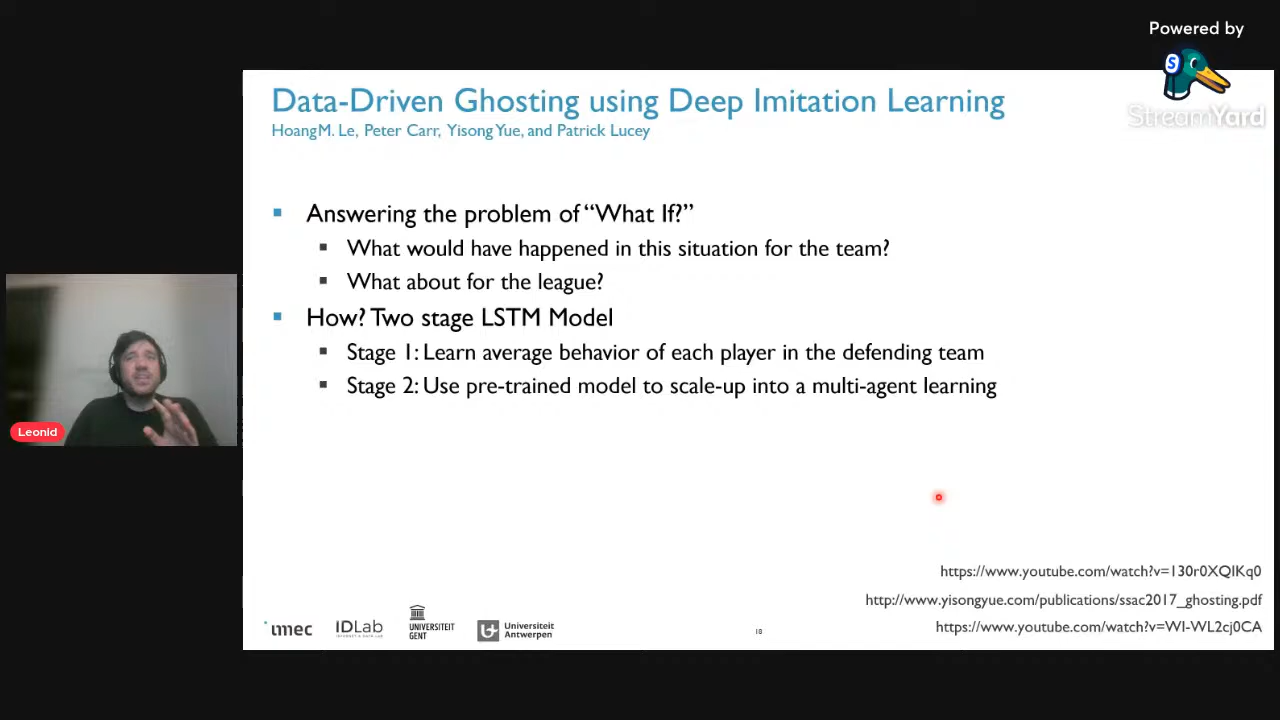 Powered by
S
StreamYard
Data-Driven Ghosting using Deep Imitation Learning
HoangM. Le, Peter Carr, Yisong Yue, and Patrick Lucey
Answering the problem of “What If?”
What would have happened in this situation for the team?
What about for the league?
How? Two stage LSTM Model
Stage 1: Learn average behavior of each player in the defending team
Stage 2: Use pre-trained model to scale-up into a multi-agent learning
Leonid
https://www.youtube.com/watch?v=130r0XQIKq0
http://www.yisongyue.com/publications/ssac2017_ghosting.pdf
https://www.youtube.com/watch?v=WI-WL2cj0CA
imec
IDLab
UNIVERSITEIT
GENT
Universiteit
Antwerpen
18